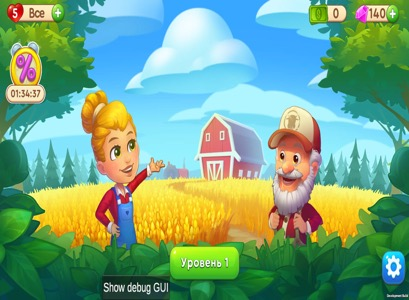 5 Все +
0 +
140 +
%
01:34:37
Уровень 1
Show debug GUI
Development Build